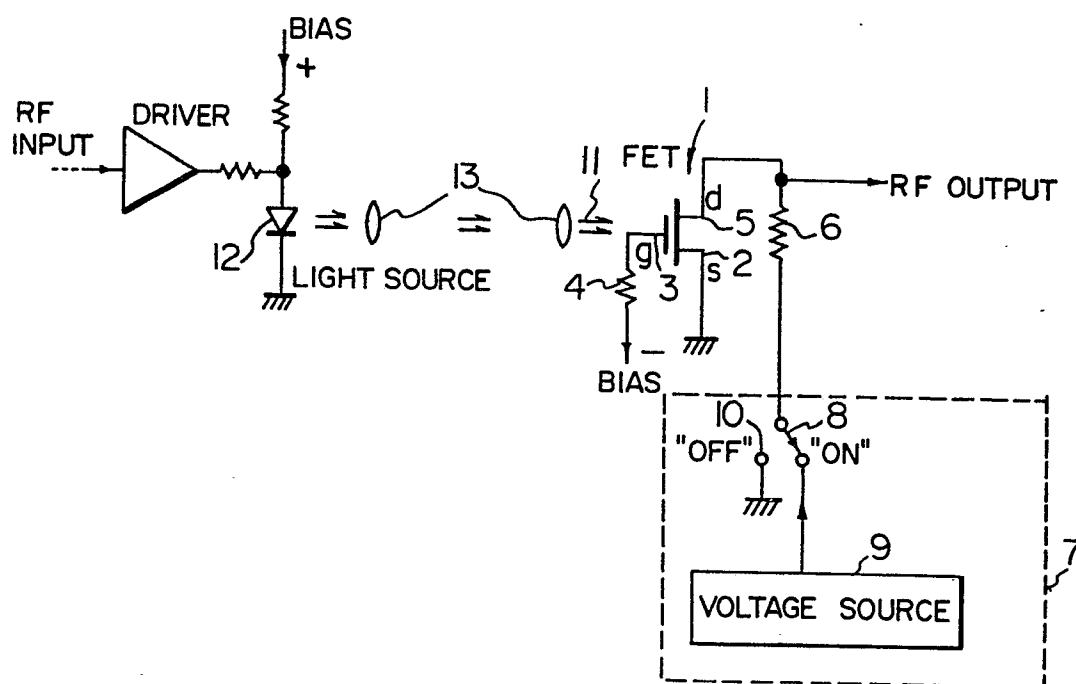 BIAS
+
RF
INPUT
DRIVER
12
LIGHT SOURCE
13
11
FET
1
d
5
g
3
s
2
4
–
BIAS
6
RF OUTPUT
10
"OFF"
8
"ON"
9
VOLTAGE SOURCE
7